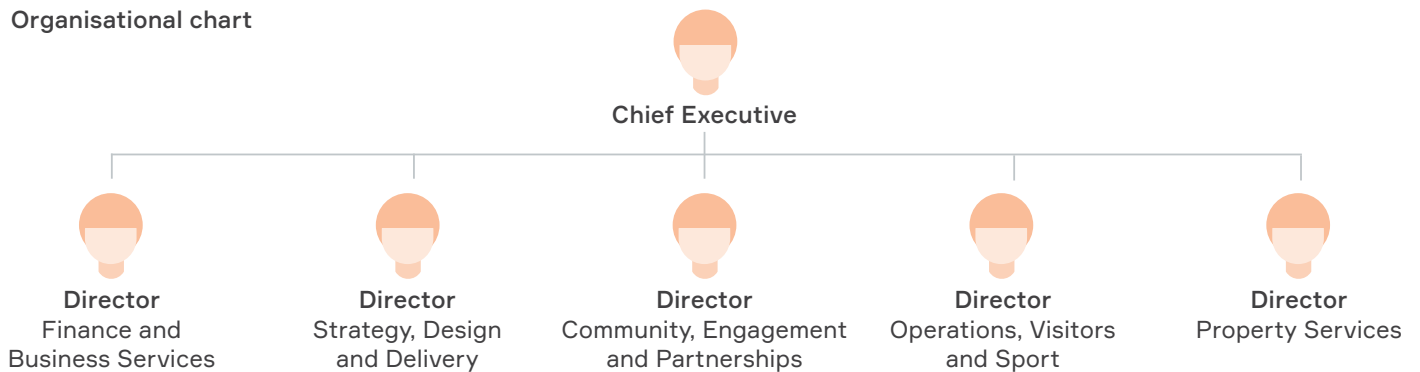 Organisational chart
Chief Executive
Director
Finance and
Business Services
Director
Strategy, Design
and Delivery
Director
Community, Engagement
and Partnerships
Director
Operations, Visitors
and Sport
Director
Property Services